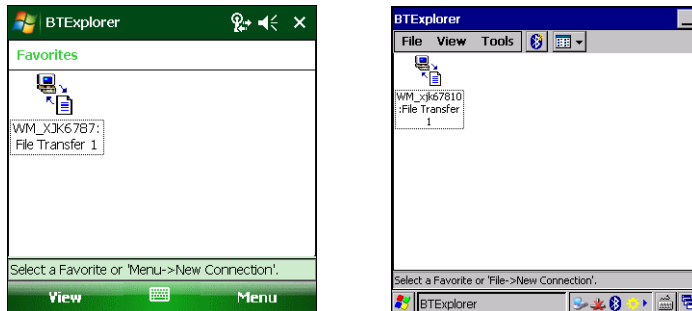 BTExplorer
Favorites
WM_XJK6787:
File Transfer 1
Select a Favorite or 'Menu->New Connection'.
View Menu
BTExplorer
File View Tools
WM_xjk67810
:File Transfer
1
Select a Favorite or 'File->New Connection'.
BTExplorer